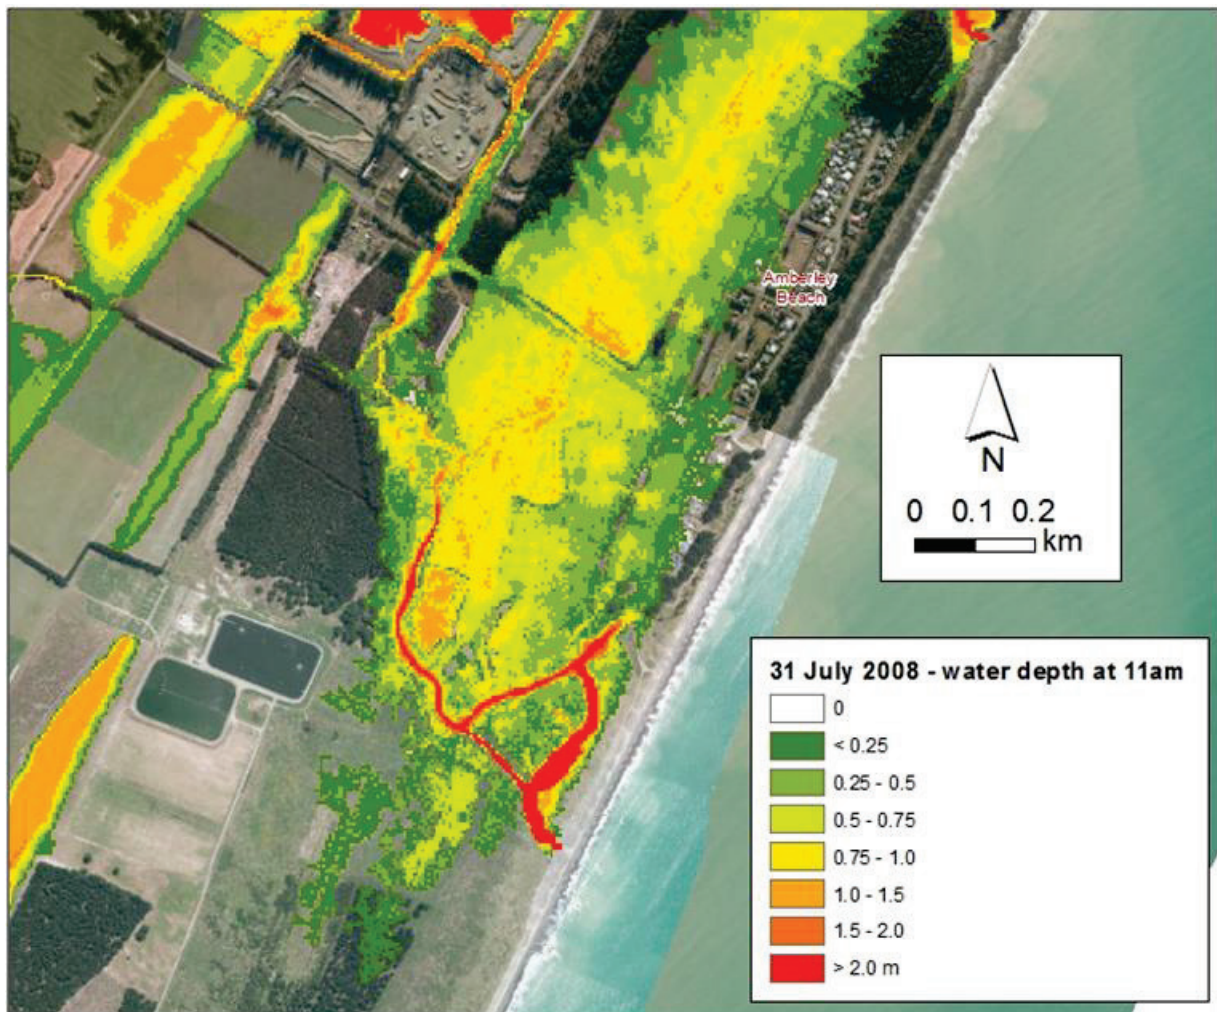 Amberley
Beach
N
0 0.1 0.2
km
31 July 2008 - water depth at 11am
0
< 0.25
0.25 - 0.5
0.5 - 0.75
0.75 - 1.0
1.0 - 1.5
1.5 - 2.0
> 2.0 m